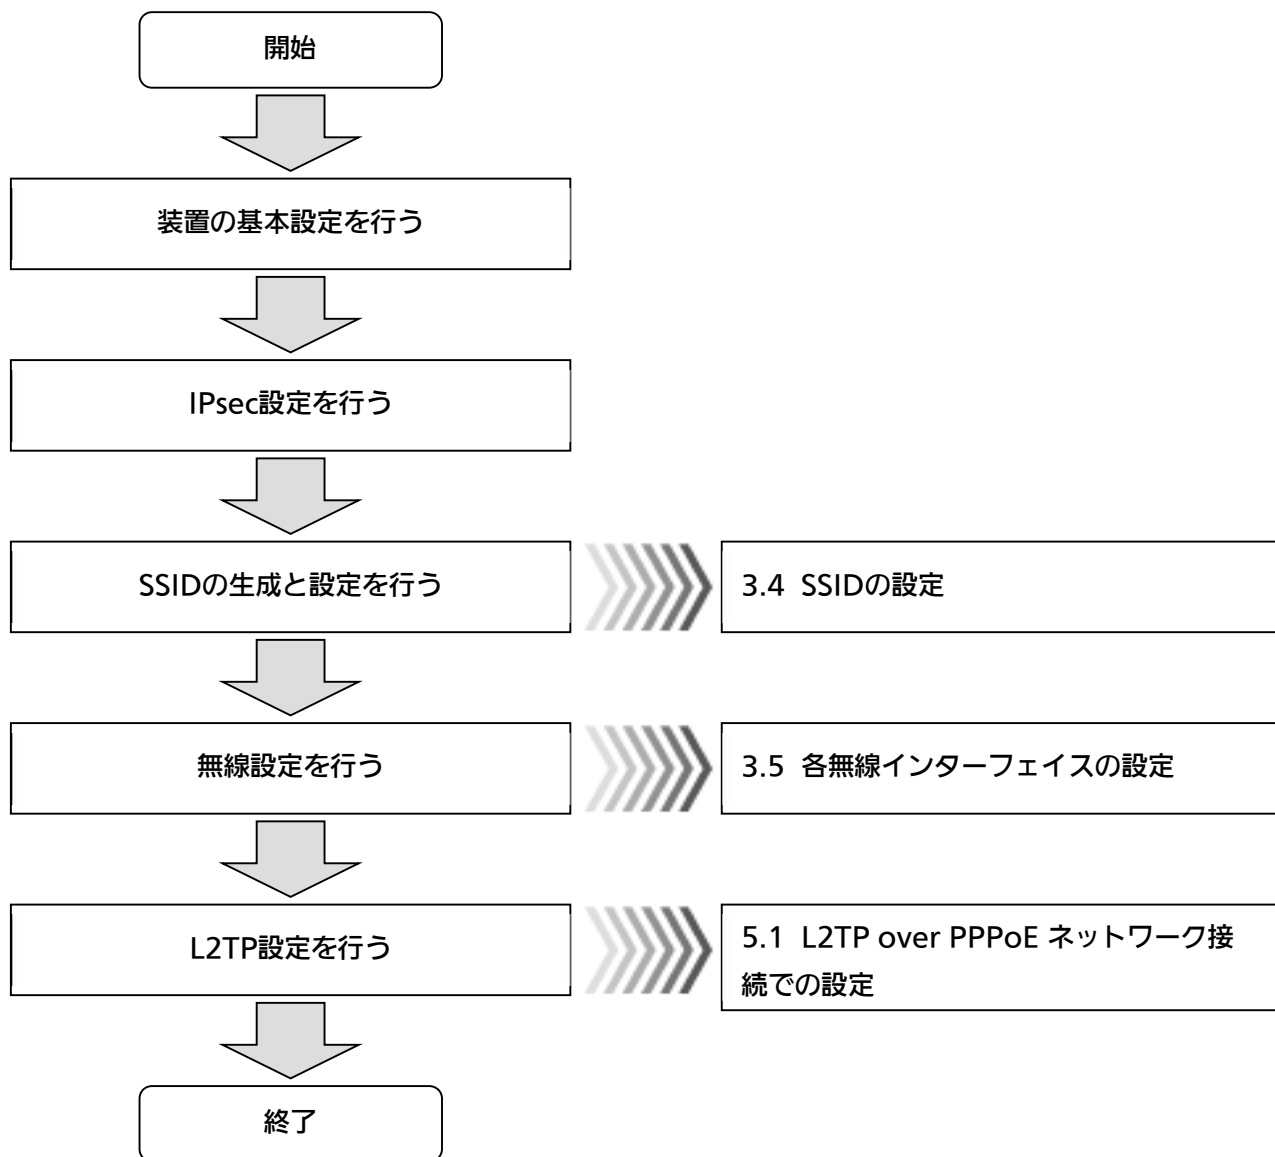 開始
装置の基本設定を行う
IPsec設定を行う
SSIDの生成と設定を行う
3.4 SSIDの設定
無線設定を行う
3.5 各無線インターフェイスの設定
L2TP設定を行う
5.1 L2TP over PPPoE ネットワーク接
続での設定
終了